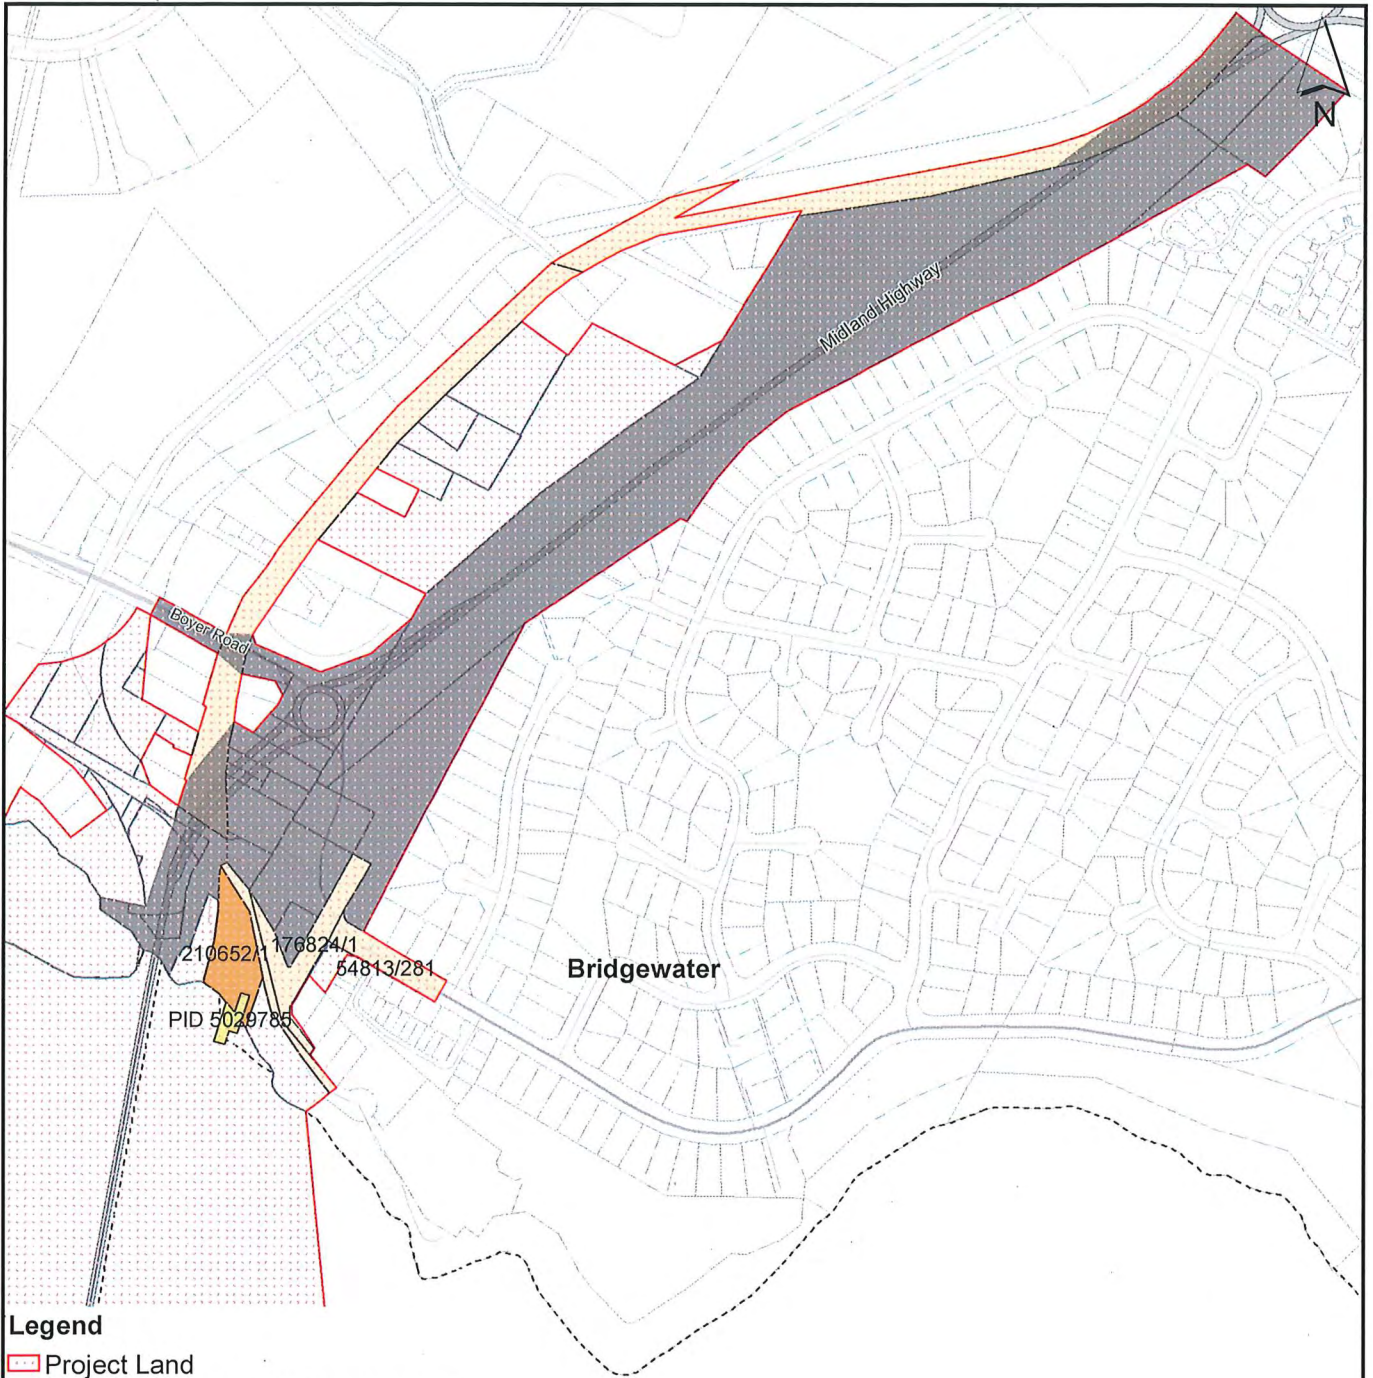 N
Midland Highway
Boyer Road
210652/1
176824/1
54813/281
Bridgewater
PID 5029785
Legend
Project Land